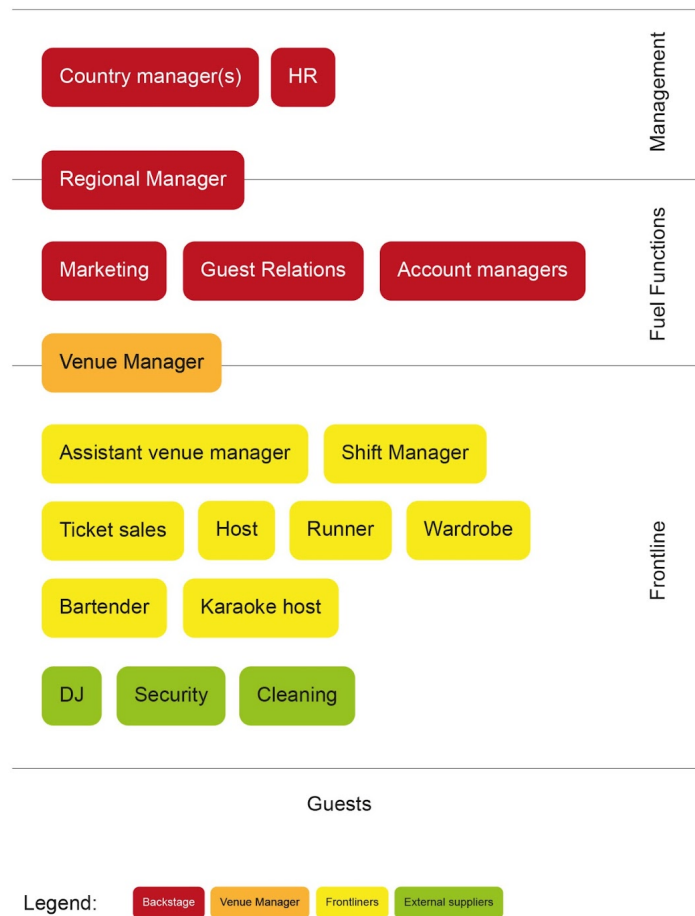 Country manager(s) HR
Management
Regional Manager
Marketing Guest Relations Account managers
Fuel Functions
Venue Manager
Assistant venue manager Shift Manager
Ticket sales Host Runner Wardrobe
Frontline
Bartender Karaoke host
DJ Security Cleaning
Guests
Legend: Backstage Venue Manager Frontliners External suppliers